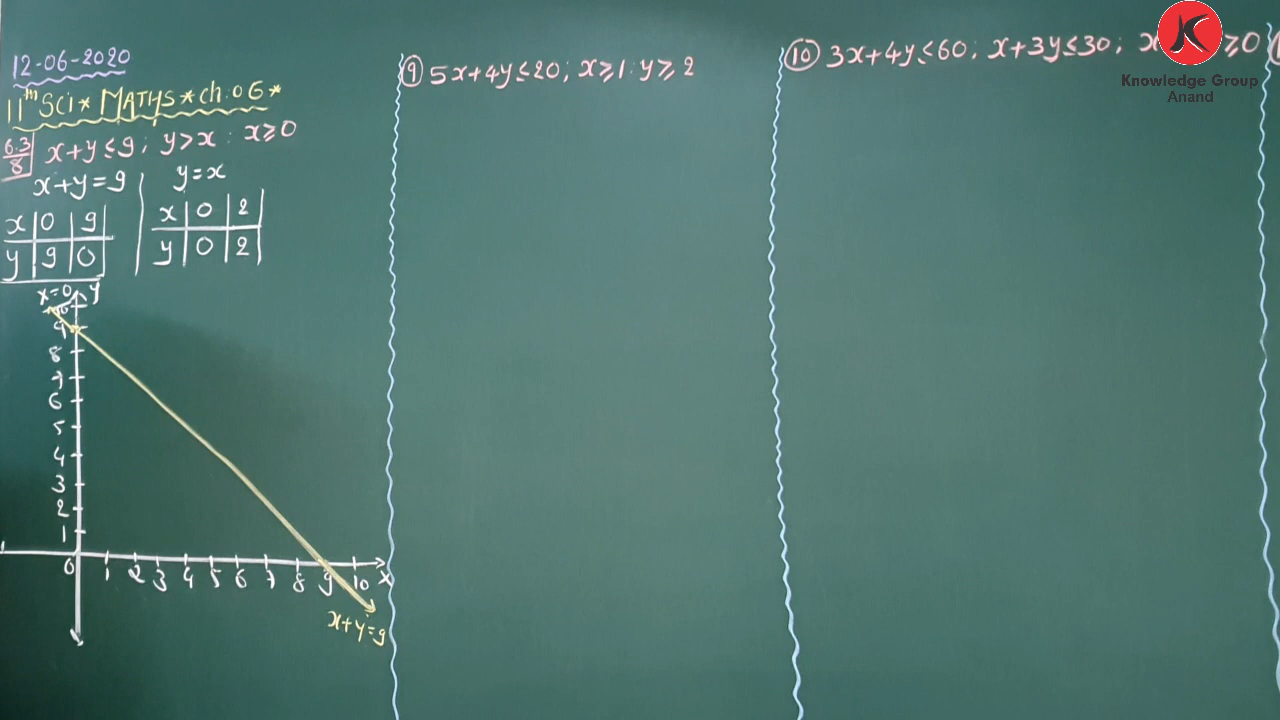 12-06-2020
11th SCI * MATHS * Ch:06 *
6.3/8 x+y≤9; y>x : x≥0
x+y=9
x 0 9
y 9 0
y=x
x 0 2
y 0 2
x=0 y
10
9
8
7
6
5
4
3
2
1
0 1 2 3 4 5 6 7 8 9 10 x
x+y=9
⑨ 5x+4y≤20; x≥1 : y≥2
⑩ 3x+4y≤60; x+3y≤30; x ≥0
K
Knowledge Group
Anand